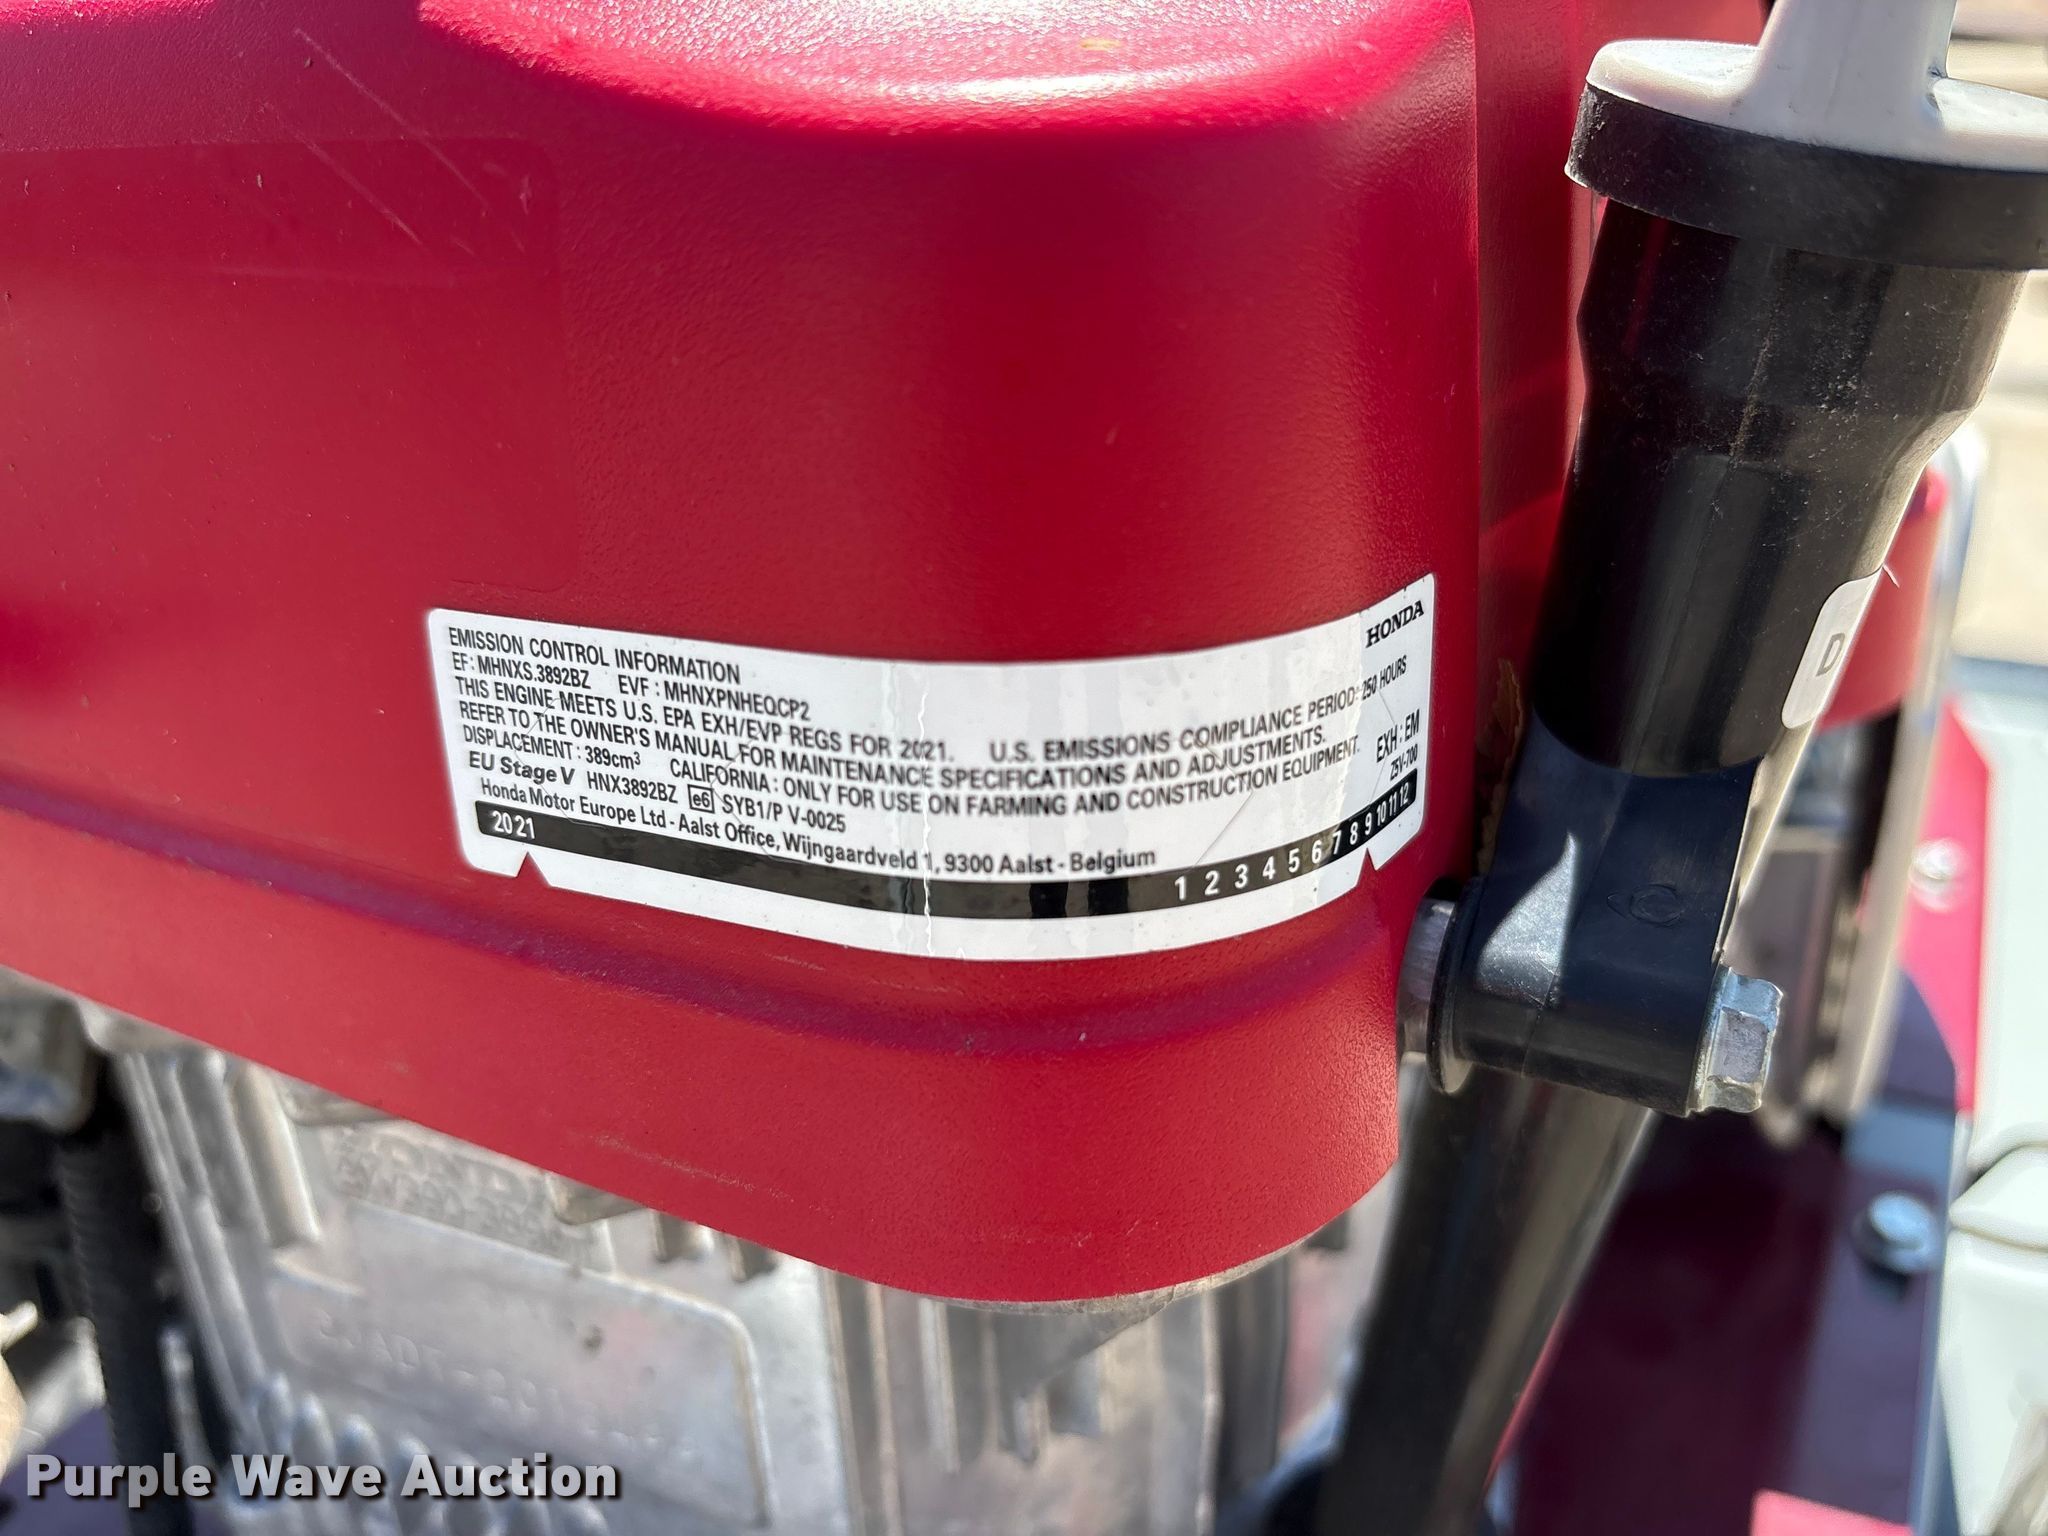 HONDA
EMISSION CONTROL INFORMATION
EF: MHNXS.3892BZ EVF : MHNXPNHEQCP2
THIS ENGINE MEETS U.S. EPA EXH/EVP REGS FOR 2021. U.S. EMISSIONS COMPLIANCE PERIOD: 250 HOURS
REFER TO THE OWNER'S MANUAL FOR MAINTENANCE SPECIFICATIONS AND ADJUSTMENTS.
DISPLACEMENT : 389cm³ CALIFORNIA : ONLY FOR USE ON FARMING AND CONSTRUCTION EQUIPMENT. EXH : EM
EU Stage V HNX3892BZ e6 SYB1/P V-0025 Z5V-700
Honda Motor Europe Ltd - Aalst Office, Wijngaardveld 1, 9300 Aalst - Belgium
2021 1 2 3 4 5 6 7 8 9 10 11 12
D
Purple Wave Auction